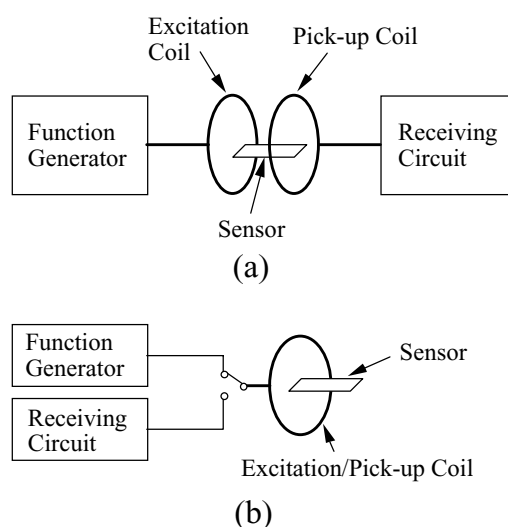 Excitation
Coil
Pick-up Coil
Function
Generator
Receiving
Circuit
Sensor
(a)
Function
Generator
Receiving
Circuit
Sensor
Excitation/Pick-up Coil
(b)